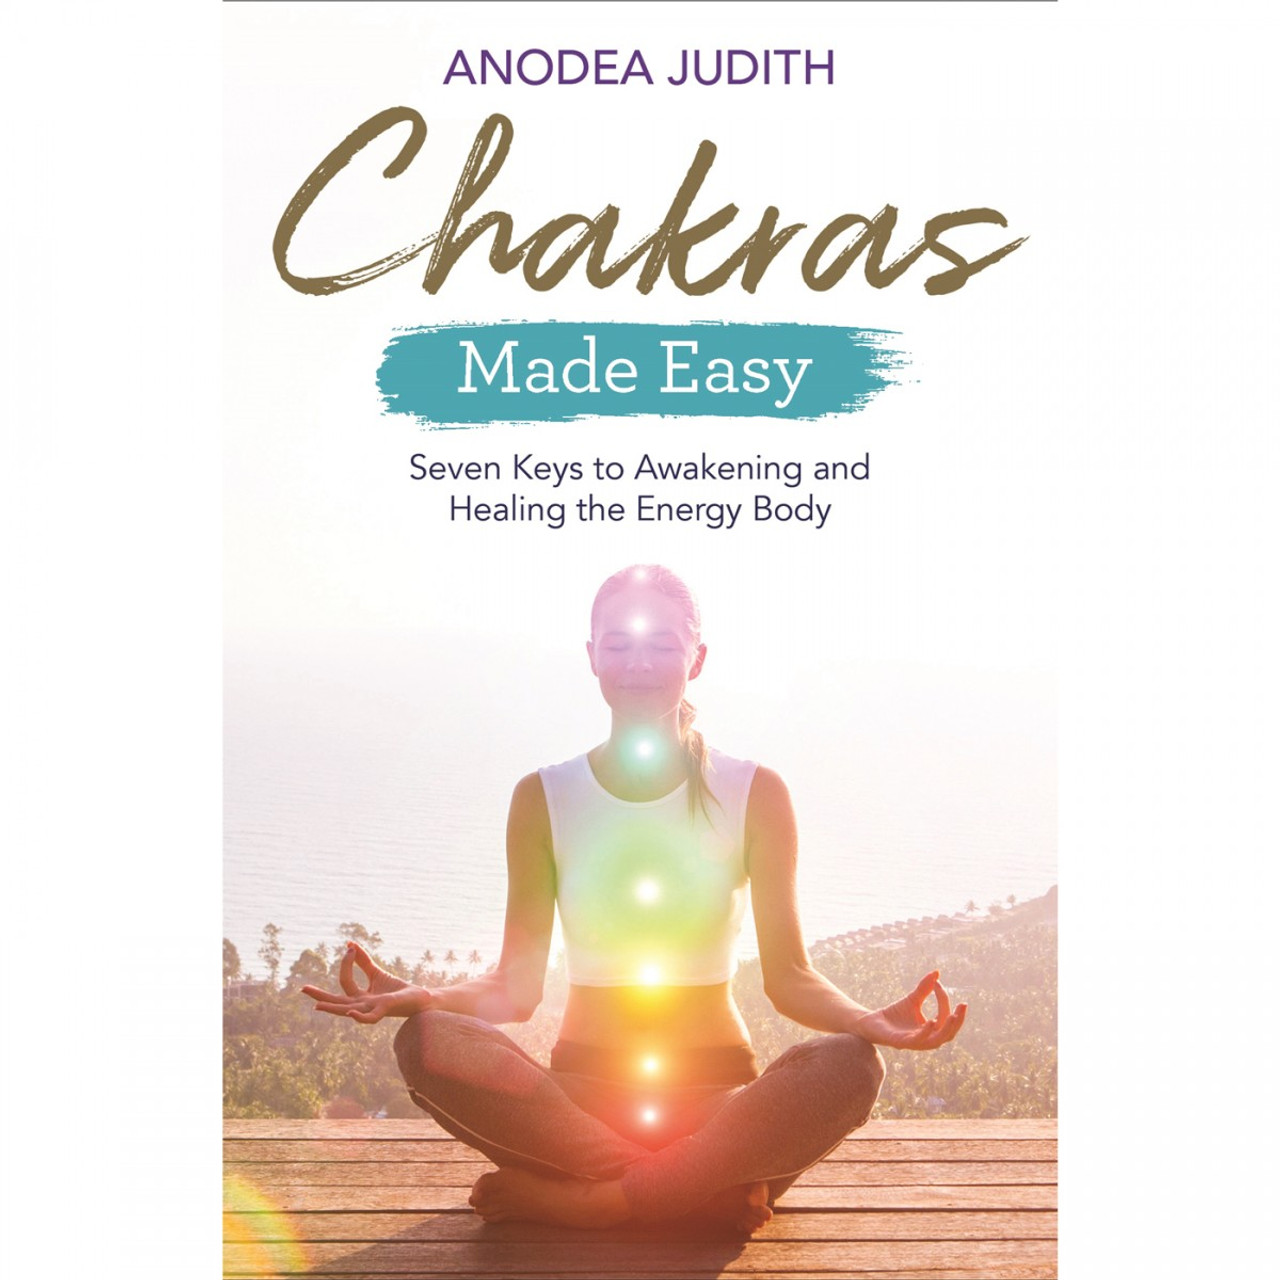 ANODEA JUDITH
Chakras
Made Easy
Seven Keys to Awakening and
Healing the Energy Body